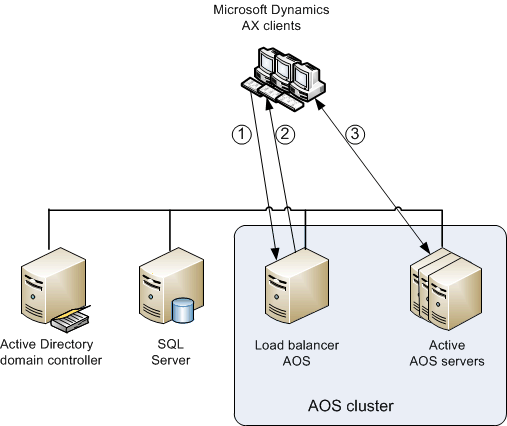 Microsoft Dynamics
AX clients
1
2
3
Active Directory
domain controller
SQL
Server
Load balancer
AOS
Active
AOS servers
AOS cluster